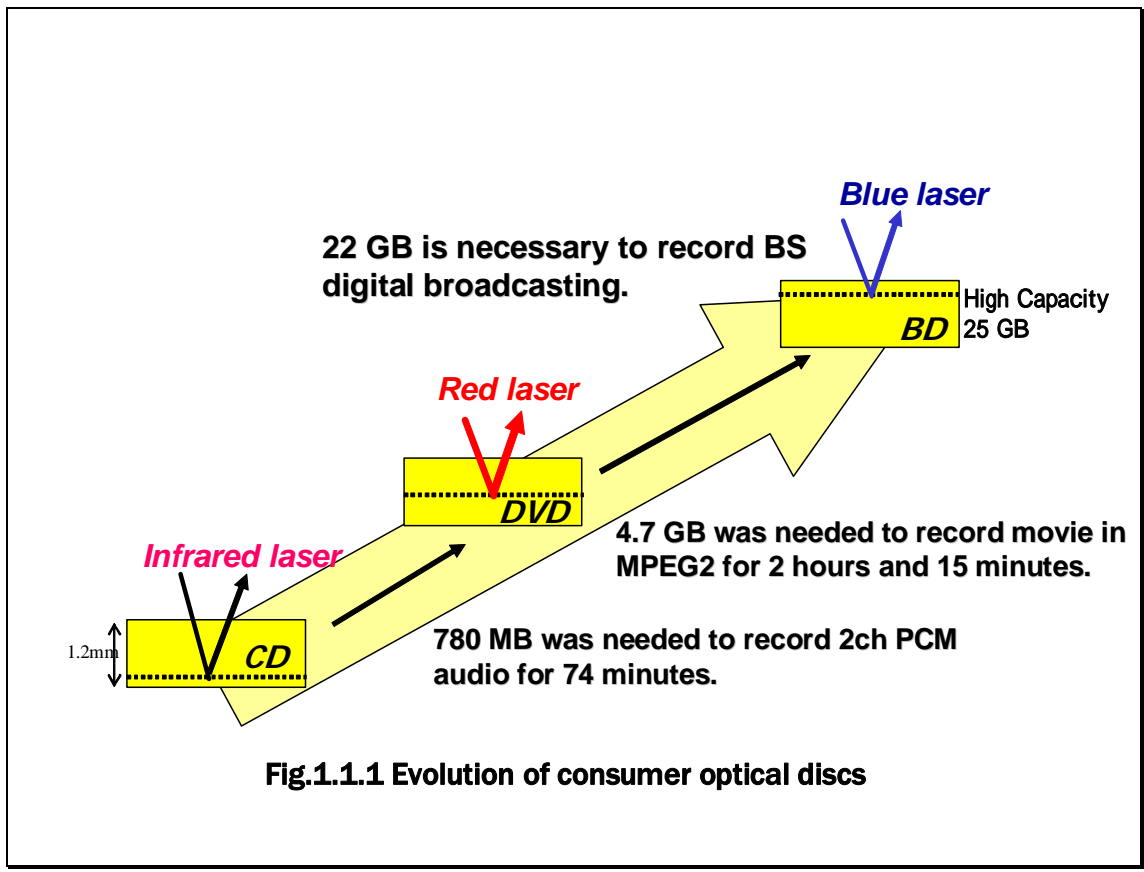 Blue laser
22 GB is necessary to record BS
digital broadcasting.
High Capacity
25 GB
BD
Red laser
DVD
4.7 GB was needed to record movie in
MPEG2 for 2 hours and 15 minutes.
Infrared laser
1.2mm
CD
780 MB was needed to record 2ch PCM
audio for 74 minutes.
Fig.1.1.1 Evolution of consumer optical discs